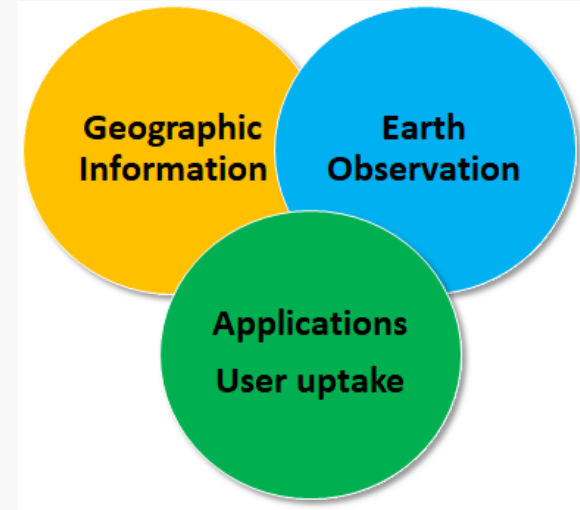 Geographic
Information
Earth
Observation
Applications
User uptake